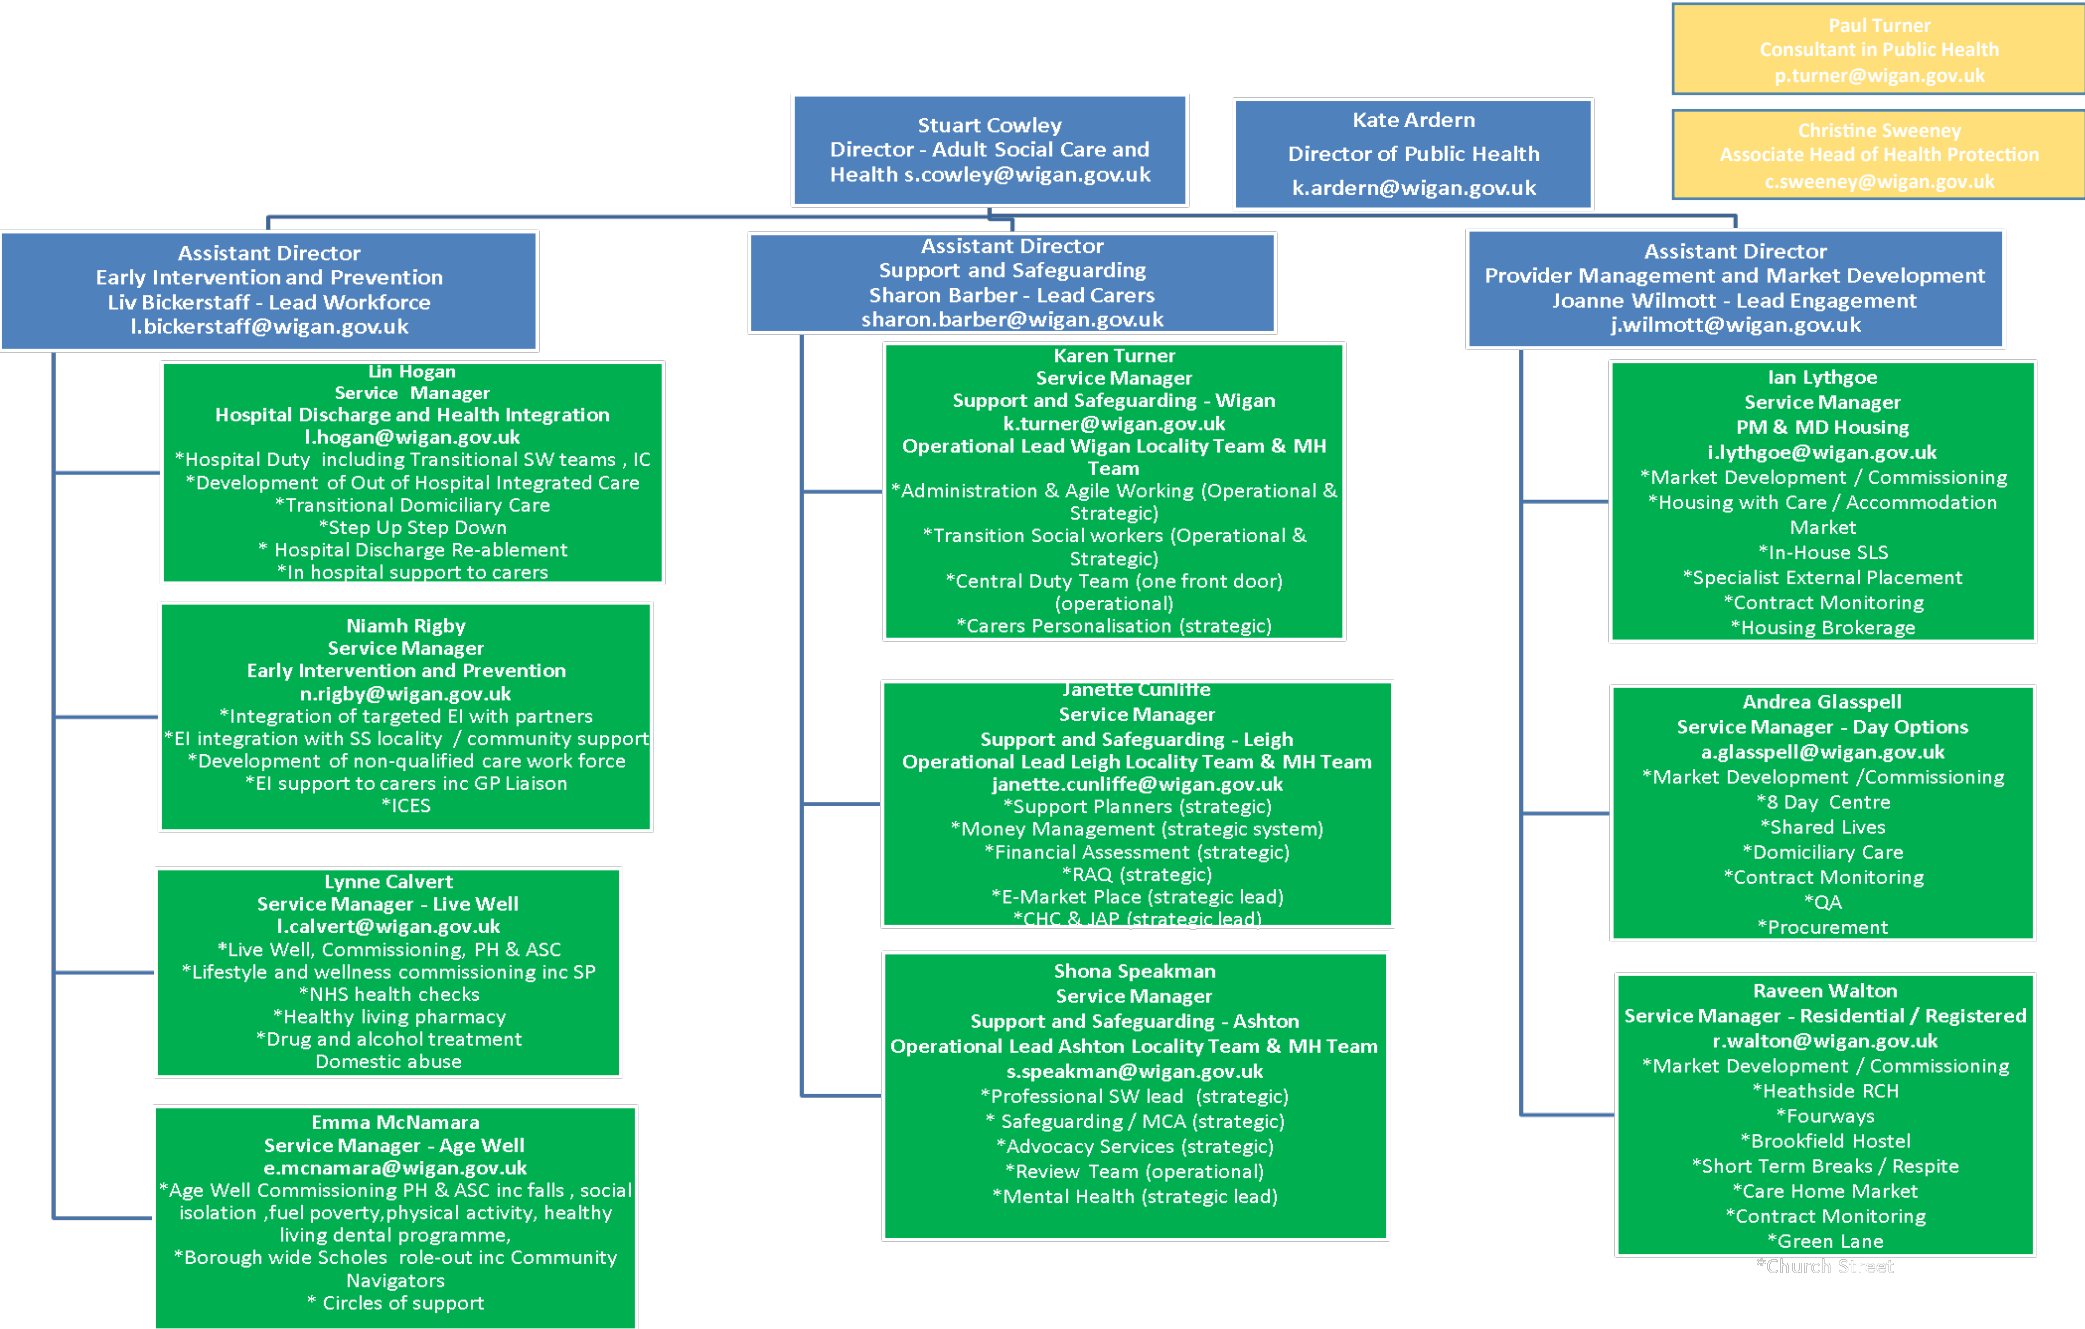 Paul Turner
Consultant in Public Health
p.turner@wigan.gov.uk
Christine Sweeney
Associate Head of Health Protection
c.sweeney@wigan.gov.uk
Stuart Cowley
Director - Adult Social Care and
Health s.cowley@wigan.gov.uk
Kate Ardern
Director of Public Health
k.ardern@wigan.gov.uk
Assistant Director
Early Intervention and Prevention
Liv Bickerstaff - Lead Workforce
l.bickerstaff@wigan.gov.uk
Lin Hogan
Service Manager
Hospital Discharge and Health Integration
l.hogan@wigan.gov.uk
*Hospital Duty including Transitional SW teams , IC
*Development of Out of Hospital Integrated Care
*Transitional Domiciliary Care
*Step Up Step Down
* Hospital Discharge Re-ablement
*In hospital support to carers
Niamh Rigby
Service Manager
Early Intervention and Prevention
n.rigby@wigan.gov.uk
*Integration of targeted EI with partners
*EI integration with SS locality / community support
*Development of non-qualified care work force
*EI support to carers inc GP Liaison
*ICES
Lynne Calvert
Service Manager - Live Well
l.calvert@wigan.gov.uk
*Live Well, Commissioning, PH & ASC
*Lifestyle and wellness commissioning inc SP
*NHS health checks
*Healthy living pharmacy
*Drug and alcohol treatment
Domestic abuse
Emma McNamara
Service Manager - Age Well
e.mcnamara@wigan.gov.uk
*Age Well Commissioning PH & ASC inc falls , social
isolation ,fuel poverty,physical activity, healthy
living dental programme,
*Borough wide Scholes role-out inc Community
Navigators
* Circles of support
Assistant Director
Support and Safeguarding
Sharon Barber - Lead Carers
sharon.barber@wigan.gov.uk
Karen Turner
Service Manager
Support and Safeguarding - Wigan
k.turner@wigan.gov.uk
Operational Lead Wigan Locality Team & MH
Team
*Administration & Agile Working (Operational &
Strategic)
*Transition Social workers (Operational &
Strategic)
*Central Duty Team (one front door)
(operational)
*Carers Personalisation (strategic)
Janette Cunliffe
Service Manager
Support and Safeguarding - Leigh
Operational Lead Leigh Locality Team & MH Team
janette.cunliffe@wigan.gov.uk
*Support Planners (strategic)
*Money Management (strategic system)
*Financial Assessment (strategic)
*RAQ (strategic)
*E-Market Place (strategic lead)
*CHC & JAP (strategic lead)
Shona Speakman
Service Manager
Support and Safeguarding - Ashton
Operational Lead Ashton Locality Team & MH Team
s.speakman@wigan.gov.uk
*Professional SW lead (strategic)
* Safeguarding / MCA (strategic)
*Advocacy Services (strategic)
*Review Team (operational)
*Mental Health (strategic lead)
Assistant Director
Provider Management and Market Development
Joanne Wilmott - Lead Engagement
j.wilmott@wigan.gov.uk
Ian Lythgoe
Service Manager
PM & MD Housing
i.lythgoe@wigan.gov.uk
*Market Development / Commissioning
*Housing with Care / Accommodation
Market
*In-House SLS
*Specialist External Placement
*Contract Monitoring
*Housing Brokerage
Andrea Glasspell
Service Manager - Day Options
a.glasspell@wigan.gov.uk
*Market Development /Commissioning
*8 Day Centre
*Shared Lives
*Domiciliary Care
*Contract Monitoring
*QA
*Procurement
Raveen Walton
Service Manager - Residential / Registered
r.walton@wigan.gov.uk
*Market Development / Commissioning
*Heathside RCH
*Fourways
*Brookfield Hostel
*Short Term Breaks / Respite
*Care Home Market
*Contract Monitoring
*Green Lane
*Church Street